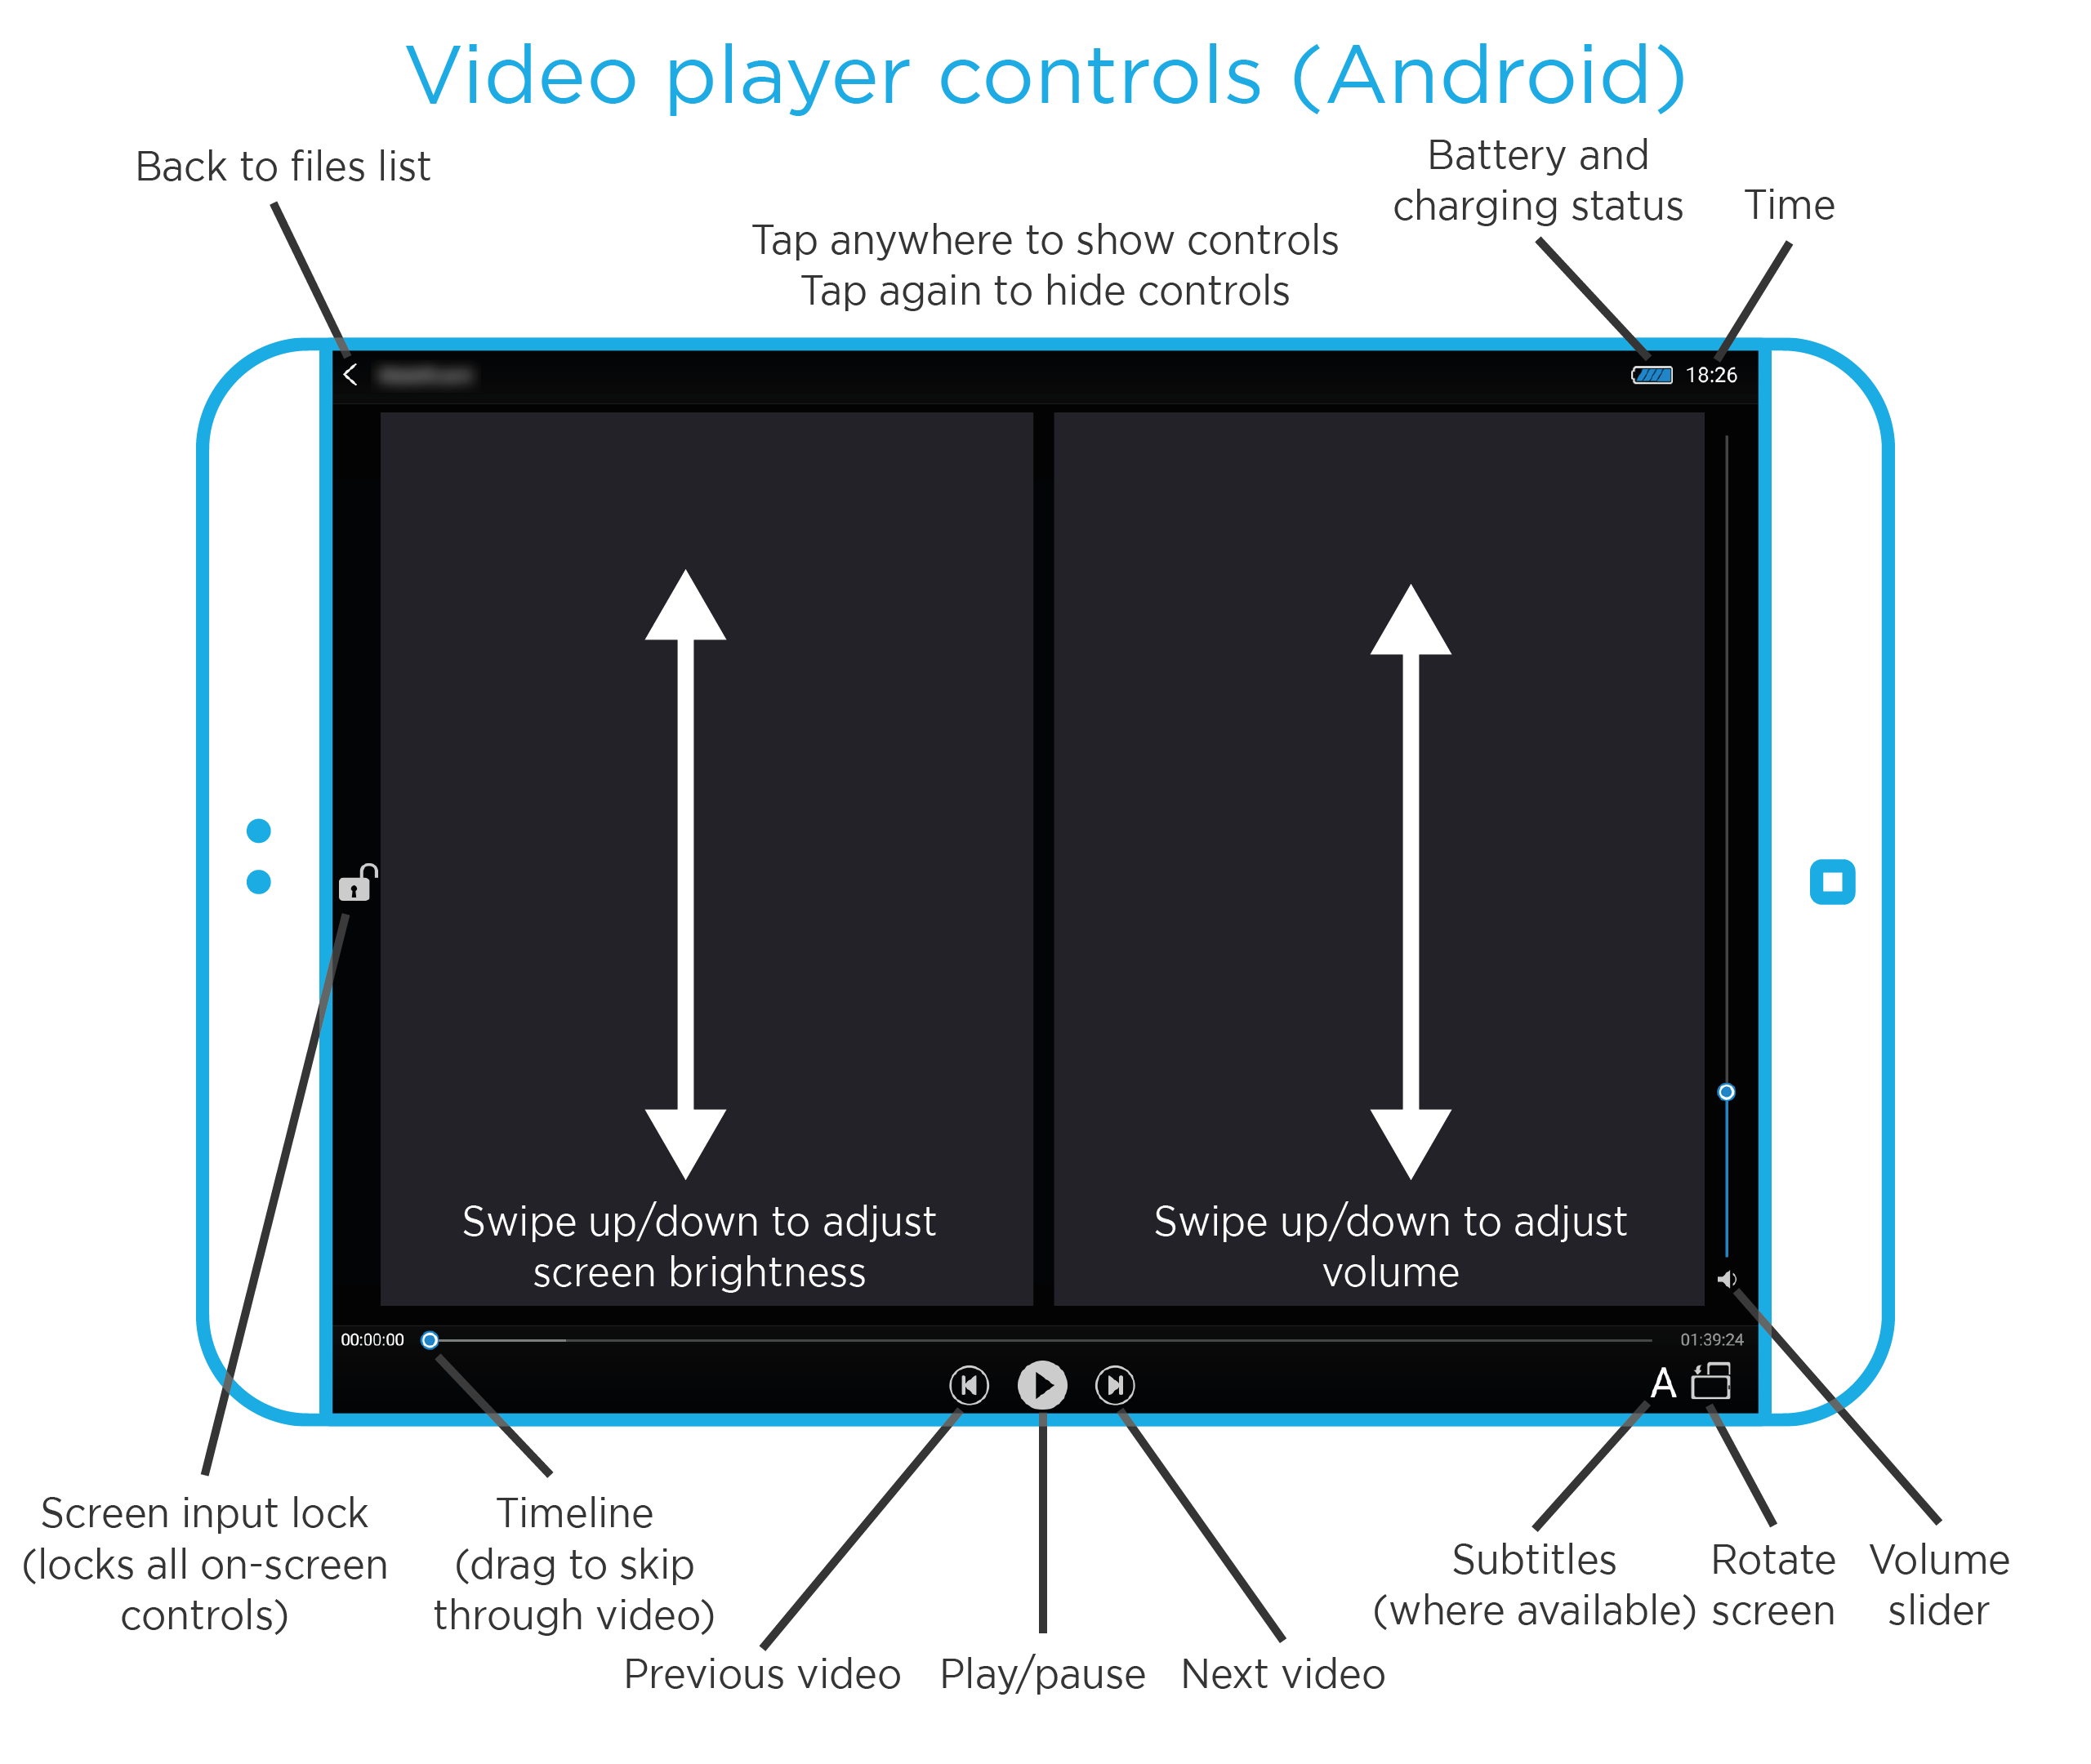 Video player controls (Android)
Back to files list
Battery and
charging status
Time
Tap anywhere to show controls
Tap again to hide controls
18:26
Swipe up/down to adjust
screen brightness
Swipe up/down to adjust
volume
00:00:00
01:39:24
A
Screen input lock
(locks all on-screen
controls)
Timeline
(drag to skip
through video)
Previous video
Play/pause
Next video
Subtitles
(where available)
Rotate
screen
Volume
slider